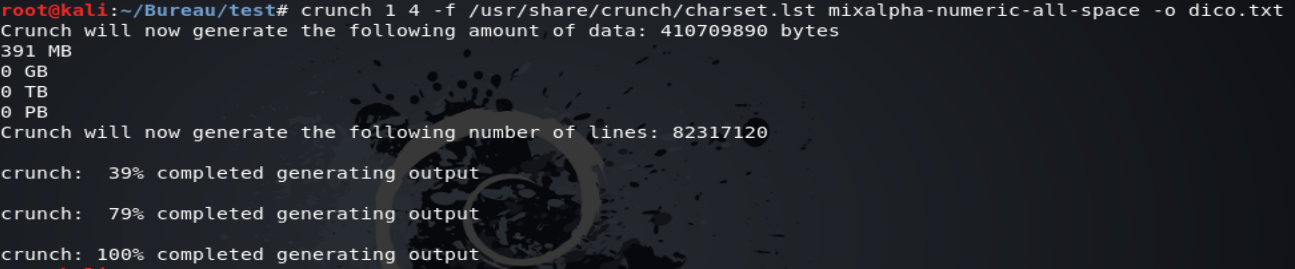 root@kali:~/Bureau/test# crunch 1 4 -f /usr/share/crunch/charset.lst mixalpha-numeric-all-space -o dico.txt
Crunch will now generate the following amount of data: 410709890 bytes
391 MB
0 GB
0 TB
0 PB
Crunch will now generate the following number of lines: 82317120
crunch:  39% completed generating output
crunch:  79% completed generating output
crunch: 100% completed generating output